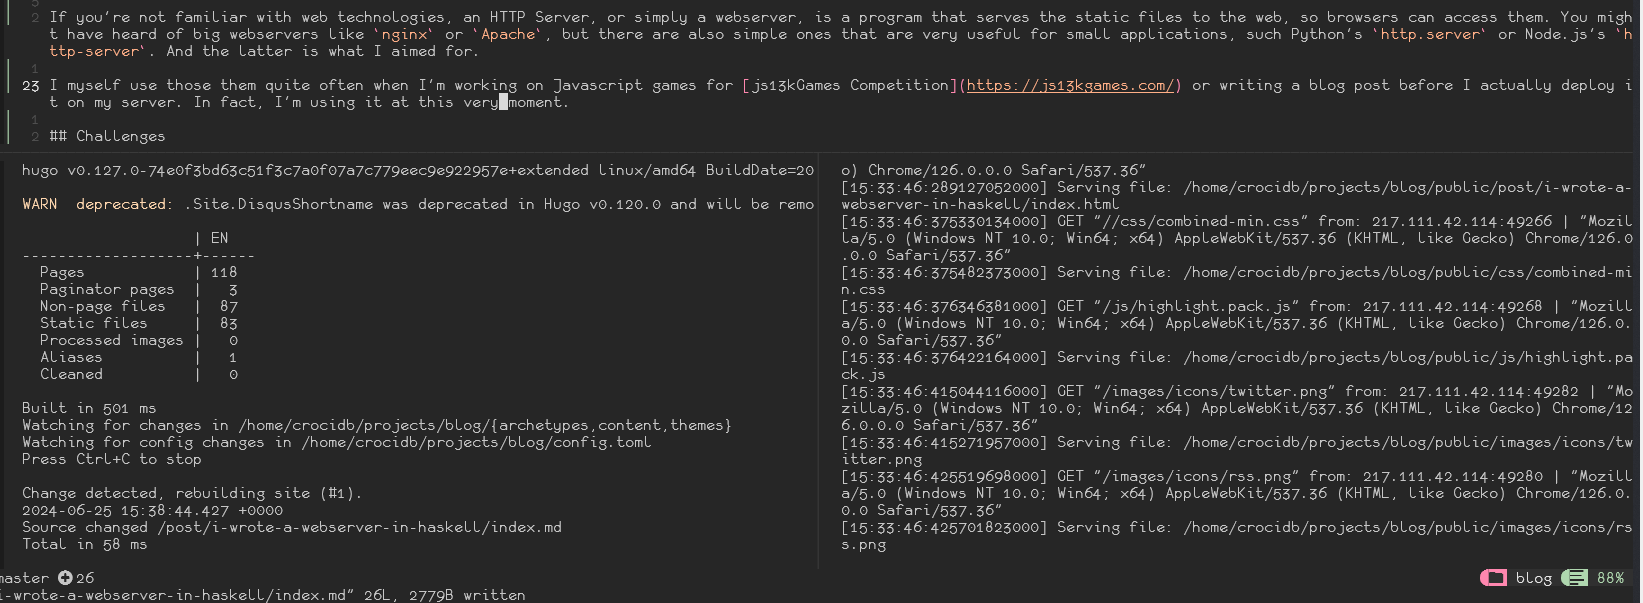 2 If you're not familiar with web technologies, an HTTP Server, or simply a webserver, is a program that serves the static files to the web, so browsers can access them. You migh
t have heard of big webservers like `nginx` or `Apache`, but there are also simple ones that are very useful for small applications, such Python's `http.server` or Node.js's `h
ttp-server`. And the latter is what I aimed for.
1
23 I myself use those them quite often when I'm working on Javascript games for [js13kGames Competition](https://js13kgames.com/) or writing a blog post before I actually deploy i
t on my server. In fact, I'm using it at this very moment.
1
2 ## Challenges
hugo v0.127.0-74e0f3bd63c51f3c7a0f07a7c779eec9e922957e+extended linux/amd64 BuildDate=20
WARN  deprecated: .Site.DisqusShortname was deprecated in Hugo v0.120.0 and will be remo
| EN
-------------------+------
Pages | 118
Paginator pages | 3
Non-page files | 87
Static files | 83
Processed images | 0
Aliases | 1
Cleaned | 0
Built in 501 ms
Watching for changes in /home/crocidb/projects/blog/{archetypes,content,themes}
Watching for config changes in /home/crocidb/projects/blog/config.toml
Press Ctrl+C to stop
Change detected, rebuilding site (#1).
2024-06-25 15:38:44.427 +0000
Source changed /post/i-wrote-a-webserver-in-haskell/index.md
Total in 58 ms
o) Chrome/126.0.0.0 Safari/537.36"
[15:33:46:289127052000] Serving file: /home/crocidb/projects/blog/public/post/i-wrote-a-
webserver-in-haskell/index.html
[15:33:46:375330134000] GET "//css/combined-min.css" from: 217.111.42.114:49266 | "Mozil
la/5.0 (Windows NT 10.0; Win64; x64) AppleWebKit/537.36 (KHTML, like Gecko) Chrome/126.0
.0.0 Safari/537.36"
[15:33:46:375482373000] Serving file: /home/crocidb/projects/blog/public/css/combined-mi
n.css
[15:33:46:376346381000] GET "/js/highlight.pack.js" from: 217.111.42.114:49268 | "Mozill
a/5.0 (Windows NT 10.0; Win64; x64) AppleWebKit/537.36 (KHTML, like Gecko) Chrome/126.0.
0.0 Safari/537.36"
[15:33:46:376422164000] Serving file: /home/crocidb/projects/blog/public/js/highlight.pa
ck.js
[15:33:46:415044116000] GET "/images/icons/twitter.png" from: 217.111.42.114:49282 | "Mo
zilla/5.0 (Windows NT 10.0; Win64; x64) AppleWebKit/537.36 (KHTML, like Gecko) Chrome/12
6.0.0.0 Safari/537.36"
[15:33:46:415271957000] Serving file: /home/crocidb/projects/blog/public/images/icons/tw
itter.png
[15:33:46:425519698000] GET "/images/icons/rss.png" from: 217.111.42.114:49280 | "Mozill
a/5.0 (Windows NT 10.0; Win64; x64) AppleWebKit/537.36 (KHTML, like Gecko) Chrome/126.0.
0.0 Safari/537.36"
[15:33:46:425701823000] Serving file: /home/crocidb/projects/blog/public/images/icons/rs
s.png
master 26
blog 88%
i-wrote-a-webserver-in-haskell/index.md" 26L, 2779B written